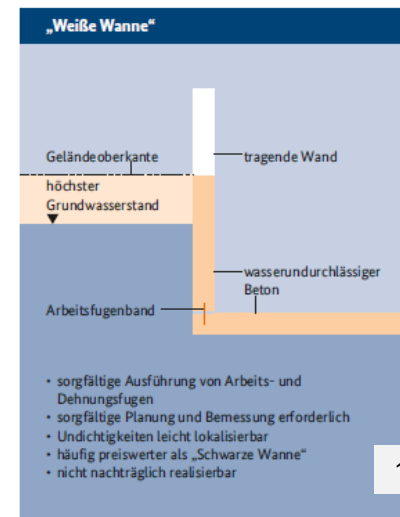 „Weiße Wanne“
Geländeoberkante
tragende Wand
höchster
Grundwasserstand
wasserundurchlässiger
Beton
Arbeitsfugenband
• sorgfältige Ausführung von Arbeits- und
Dehnungsfugen
• sorgfältige Planung und Bemessung erforderlich
• Undichtigkeiten leicht lokalisierbar
• häufig preiswerter als „Schwarze Wanne“
• nicht nachträglich realisierbar
1